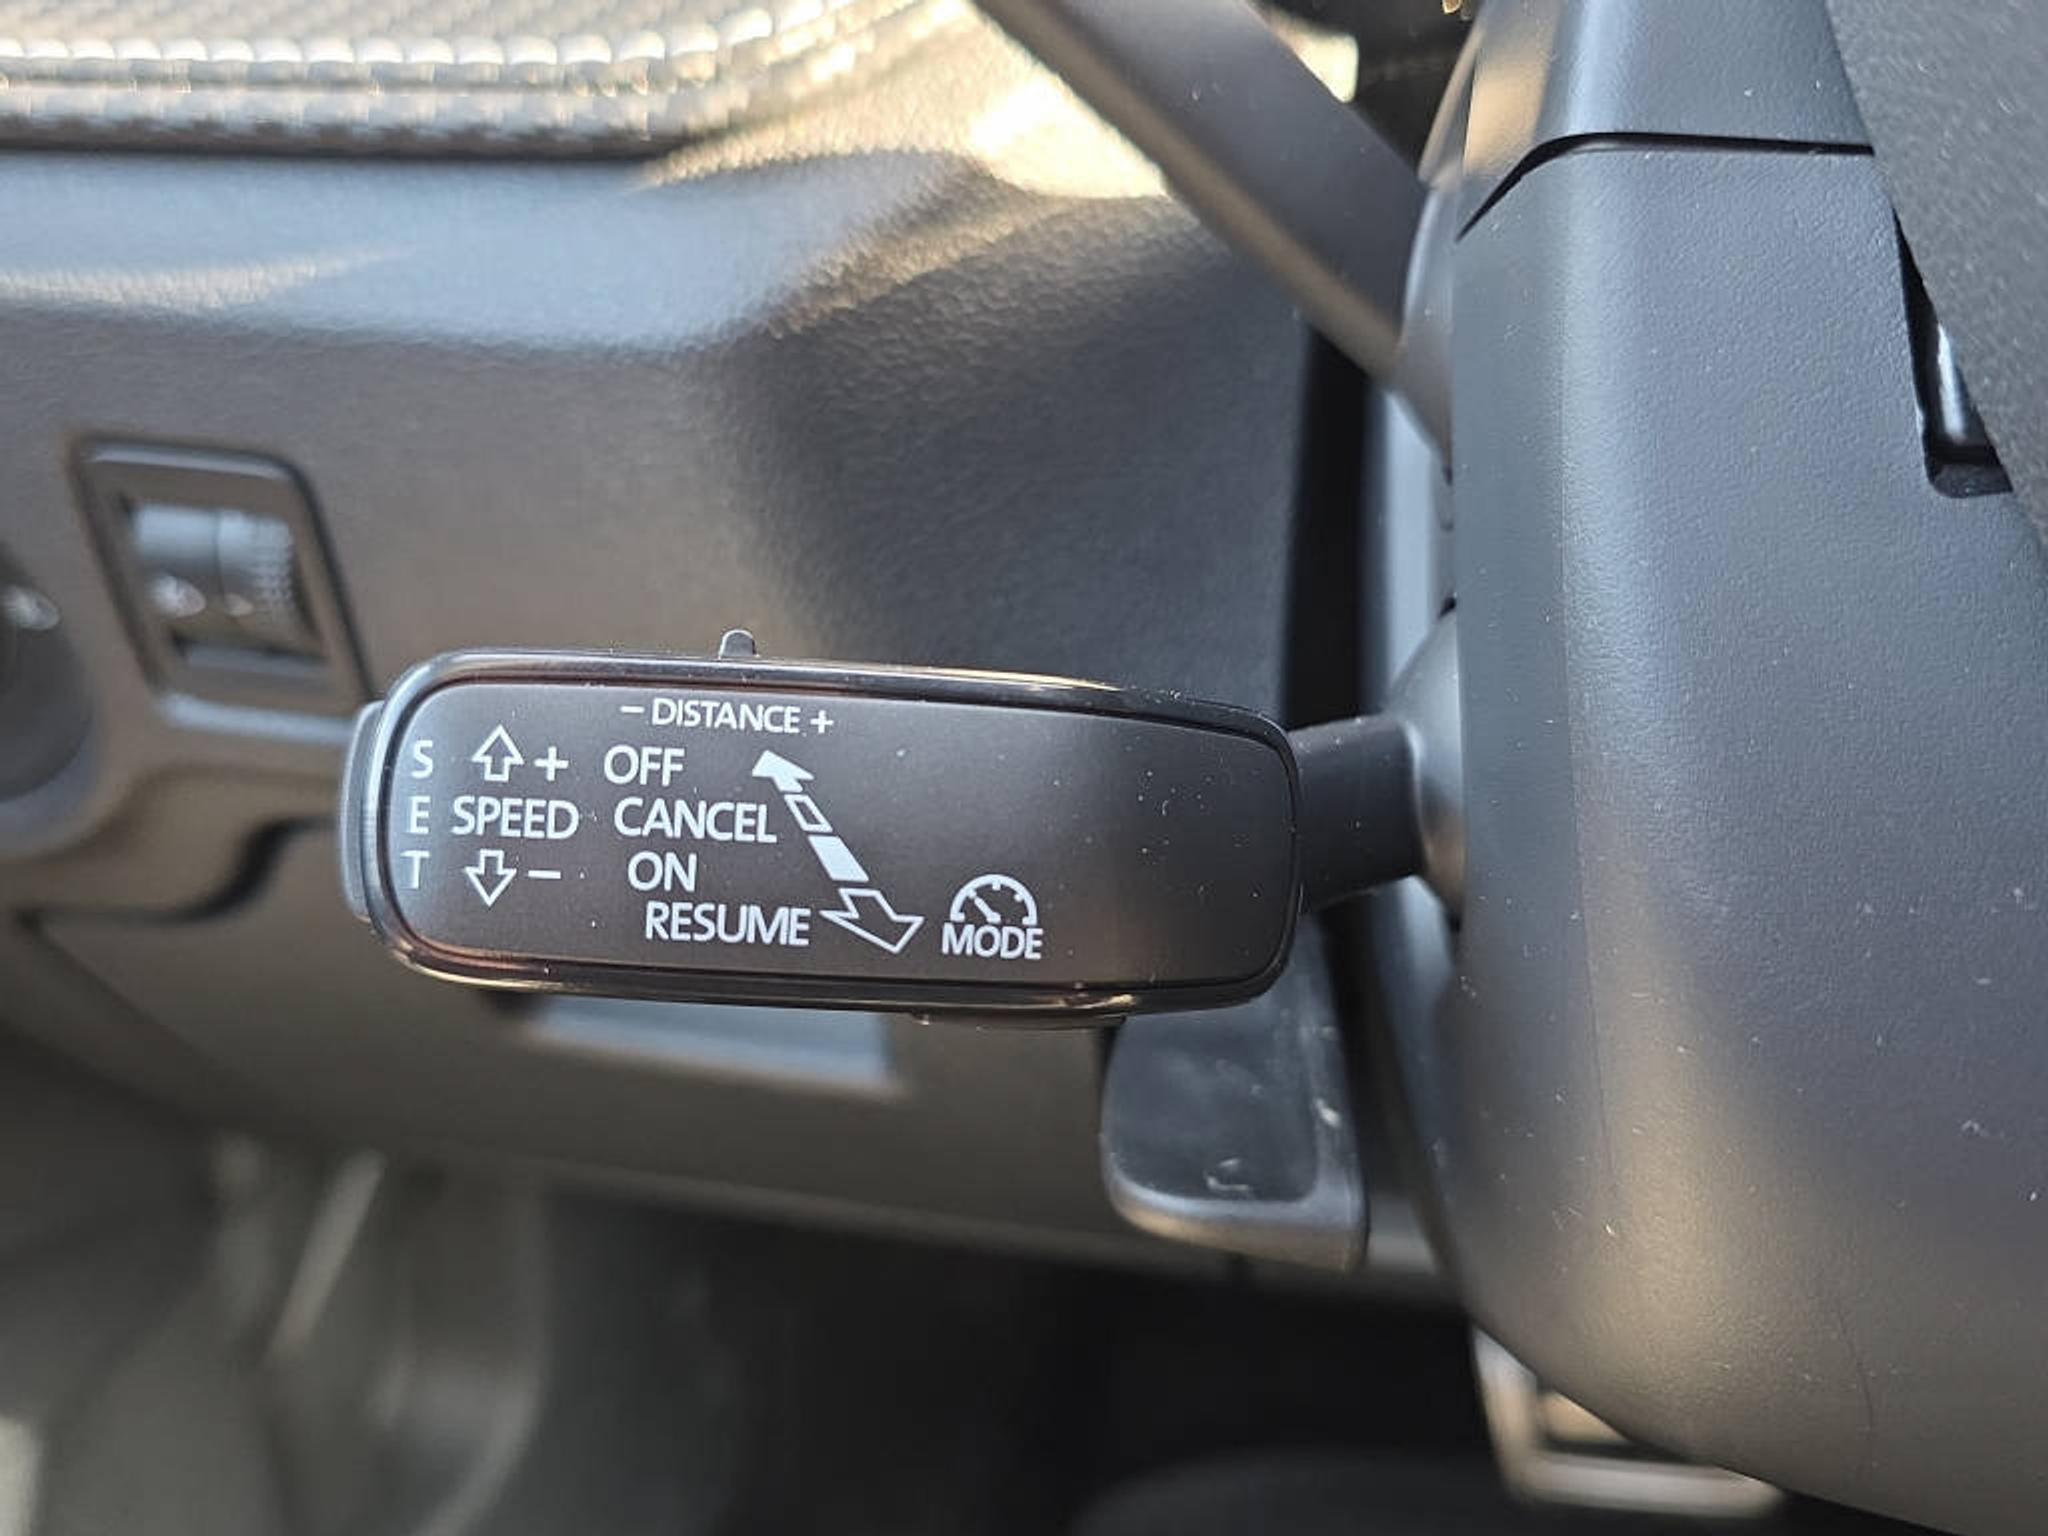 − DISTANCE +
S + OFF
E SPEED CANCEL
T − ON
RESUME
MODE